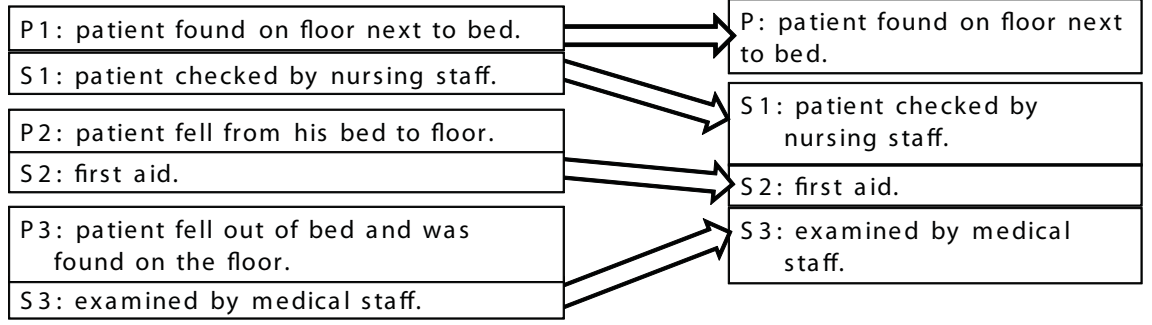 P1: patient found on floor next to bed.
S1: patient checked by nursing staff.
P2: patient fell from his bed to floor.
S2: first aid.
P3: patient fell out of bed and was
found on the floor.
S3: examined by medical staff.
P: patient found on floor next
to bed.
S1: patient checked by
nursing staff.
S2: first aid.
S3: examined by medical
staff.